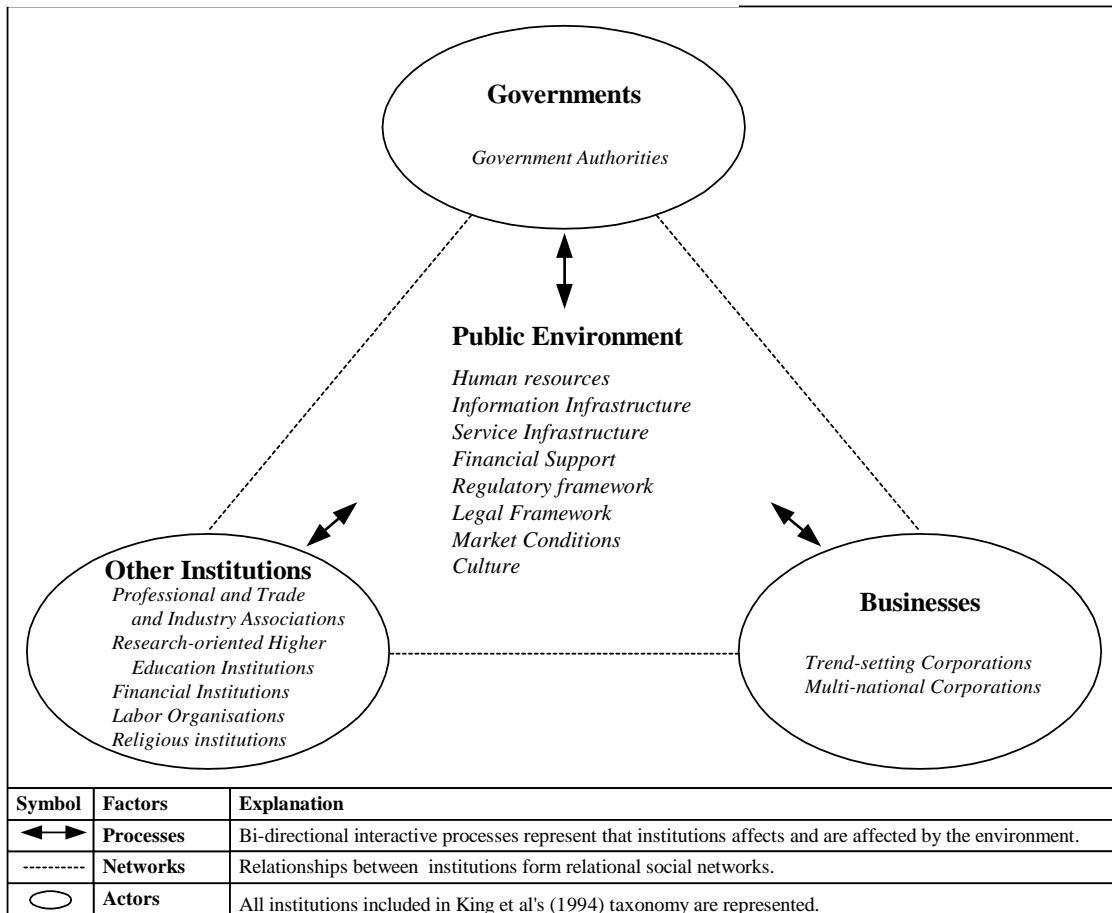 Governments
Government Authorities
Public Environment
Human resources
Information Infrastructure
Service Infrastructure
Financial Support
Regulatory framework
Legal Framework
Market Conditions
Culture
Other Institutions
Professional and Trade
and Industry Associations
Research-oriented Higher
Education Institutions
Financial Institutions
Labor Organisations
Religious institutions
Businesses
Trend-setting Corporations
Multi-national Corporations
Symbol Factors Explanation
Processes Bi-directional interactive processes represent that institutions affects and are affected by the environment.
Networks Relationships between institutions form relational social networks.
Actors All institutions included in King et al's (1994) taxonomy are represented.